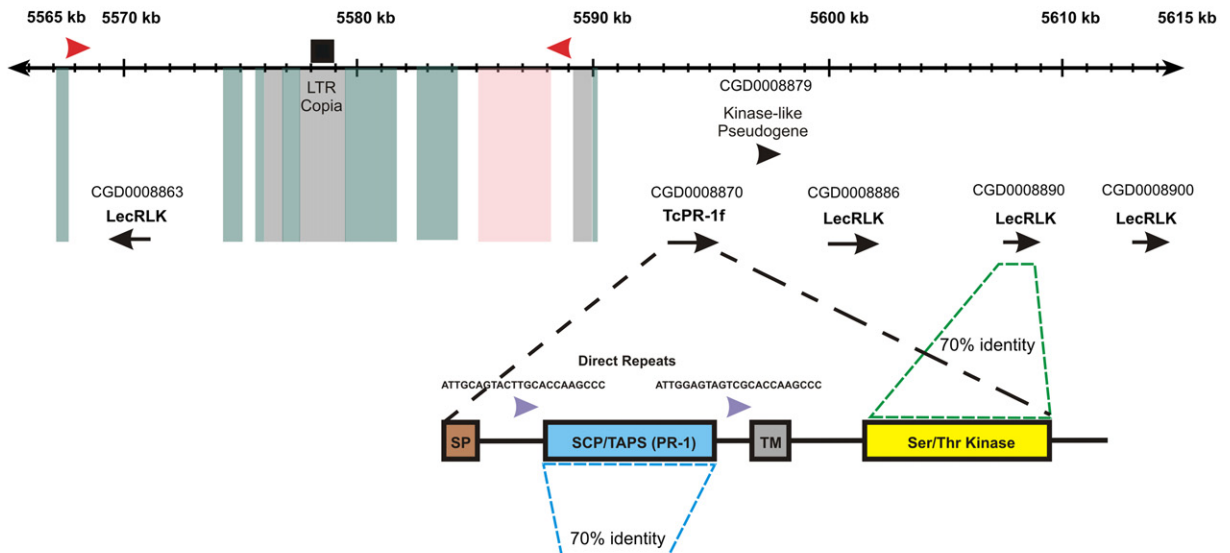 5565 kb 5570 kb 5580 kb 5590 kb 5600 kb 5610 kb 5615 kb
LTR
Copia
CGD0008879
Kinase-like
Pseudogene
CGD0008863
LecRLK
CGD0008870
TcPR-1f
CGD0008886
LecRLK
CGD0008890
LecRLK
CGD0008900
LecRLK
70% identity
Direct Repeats
ATTGCAGTACTTGCACCAAGCCC ATTGGAGTAGTCGCACCAAGCCC
SP SCP/TAPS (PR-1) TM Ser/Thr Kinase
70% identity